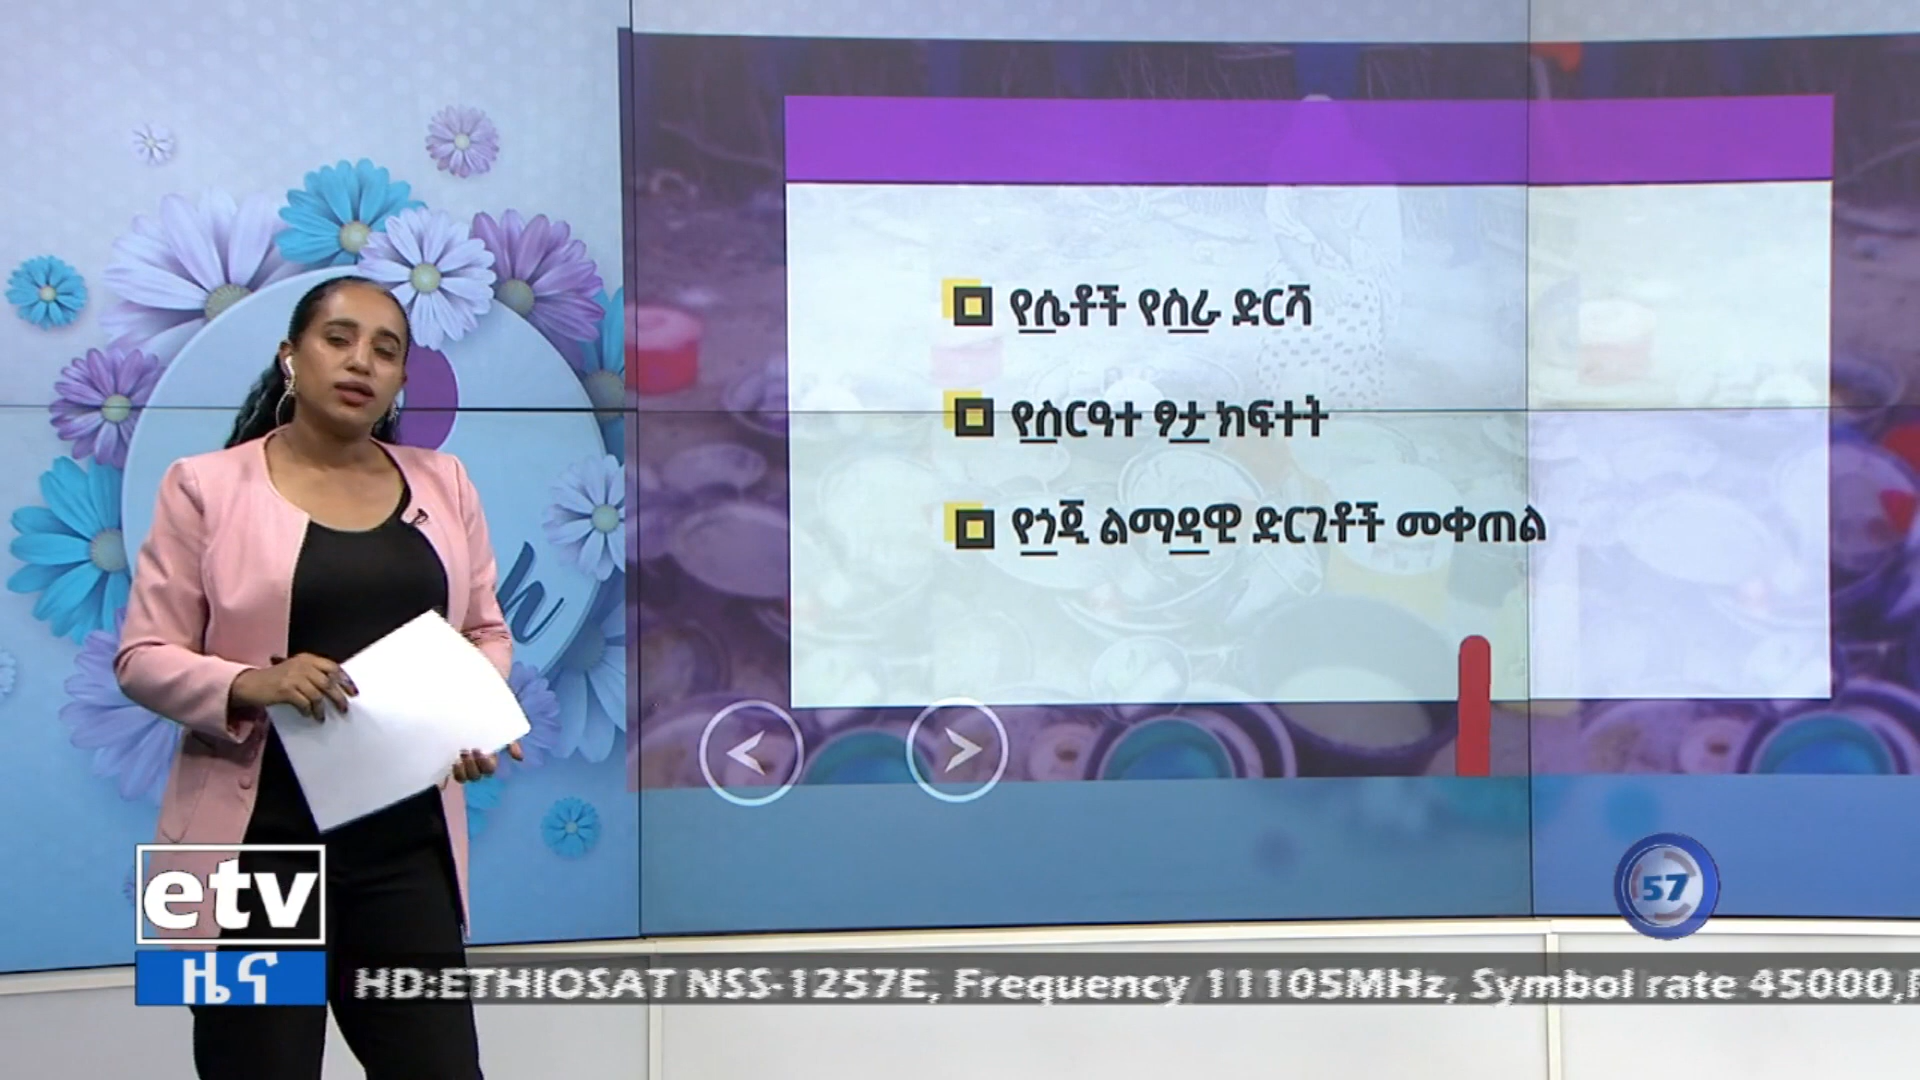 የሴቶች የስራ ድርሻ
የስርዓተ ፆታ ክፍተት
የጎጂ ልማዳዊ ድርጊቶች መቀጠል
h
57
etv
ዜና
HD:ETHIOSAT NSS-1257E, Frequency 11105MHz, Symbol rate 45000,F